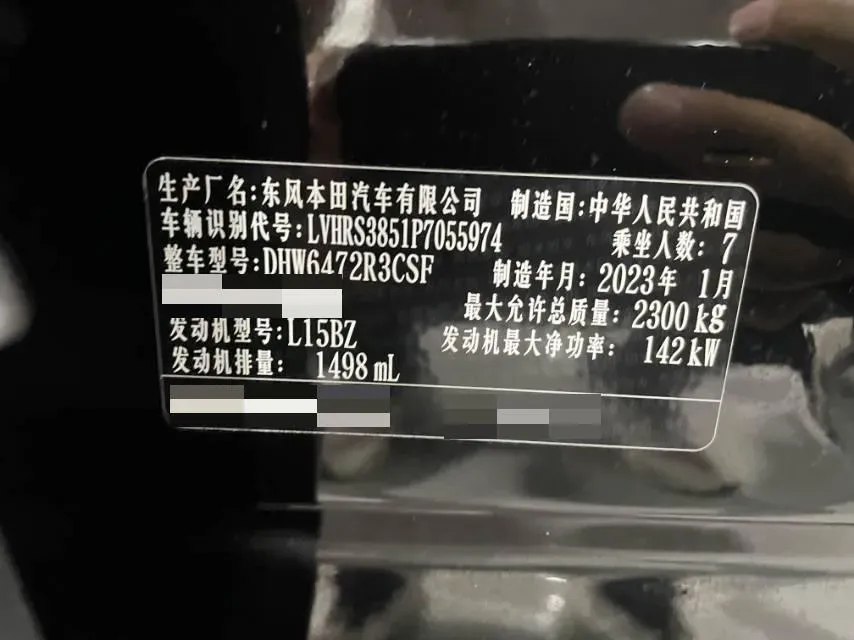 生产厂名:东风本田汽车有限公司 制造国:中华人民共和国
车辆识别代号:LVHRS3851P7055974 乘坐人数: 7
整车型号:DHW6472R3CSF 制造年月: 2023年 1月
最大允许总质量: 2300 kg
发动机型号:L15BZ 发动机最大净功率: 142 kW
发动机排量: 1498 mL